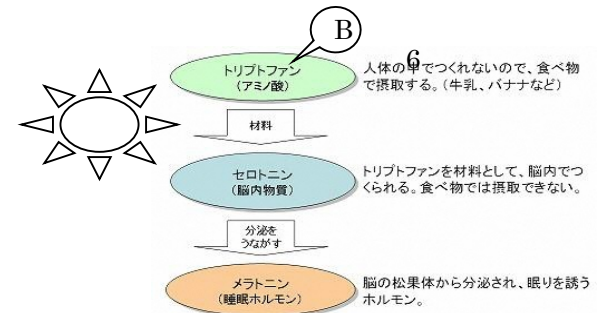 B
6
トリプトファン
(アミノ酸)
人体の中でつくれないので、食べ物
で摂取する。(牛乳、バナナなど)
材料
セロトニン
(脳内物質)
トリプトファンを材料として、脳内でつ
くられる。食べ物では摂取できない。
分泌を
うながす
メラトニン
(睡眠ホルモン)
脳の松果体から分泌され、眠りを誘う
ホルモン。